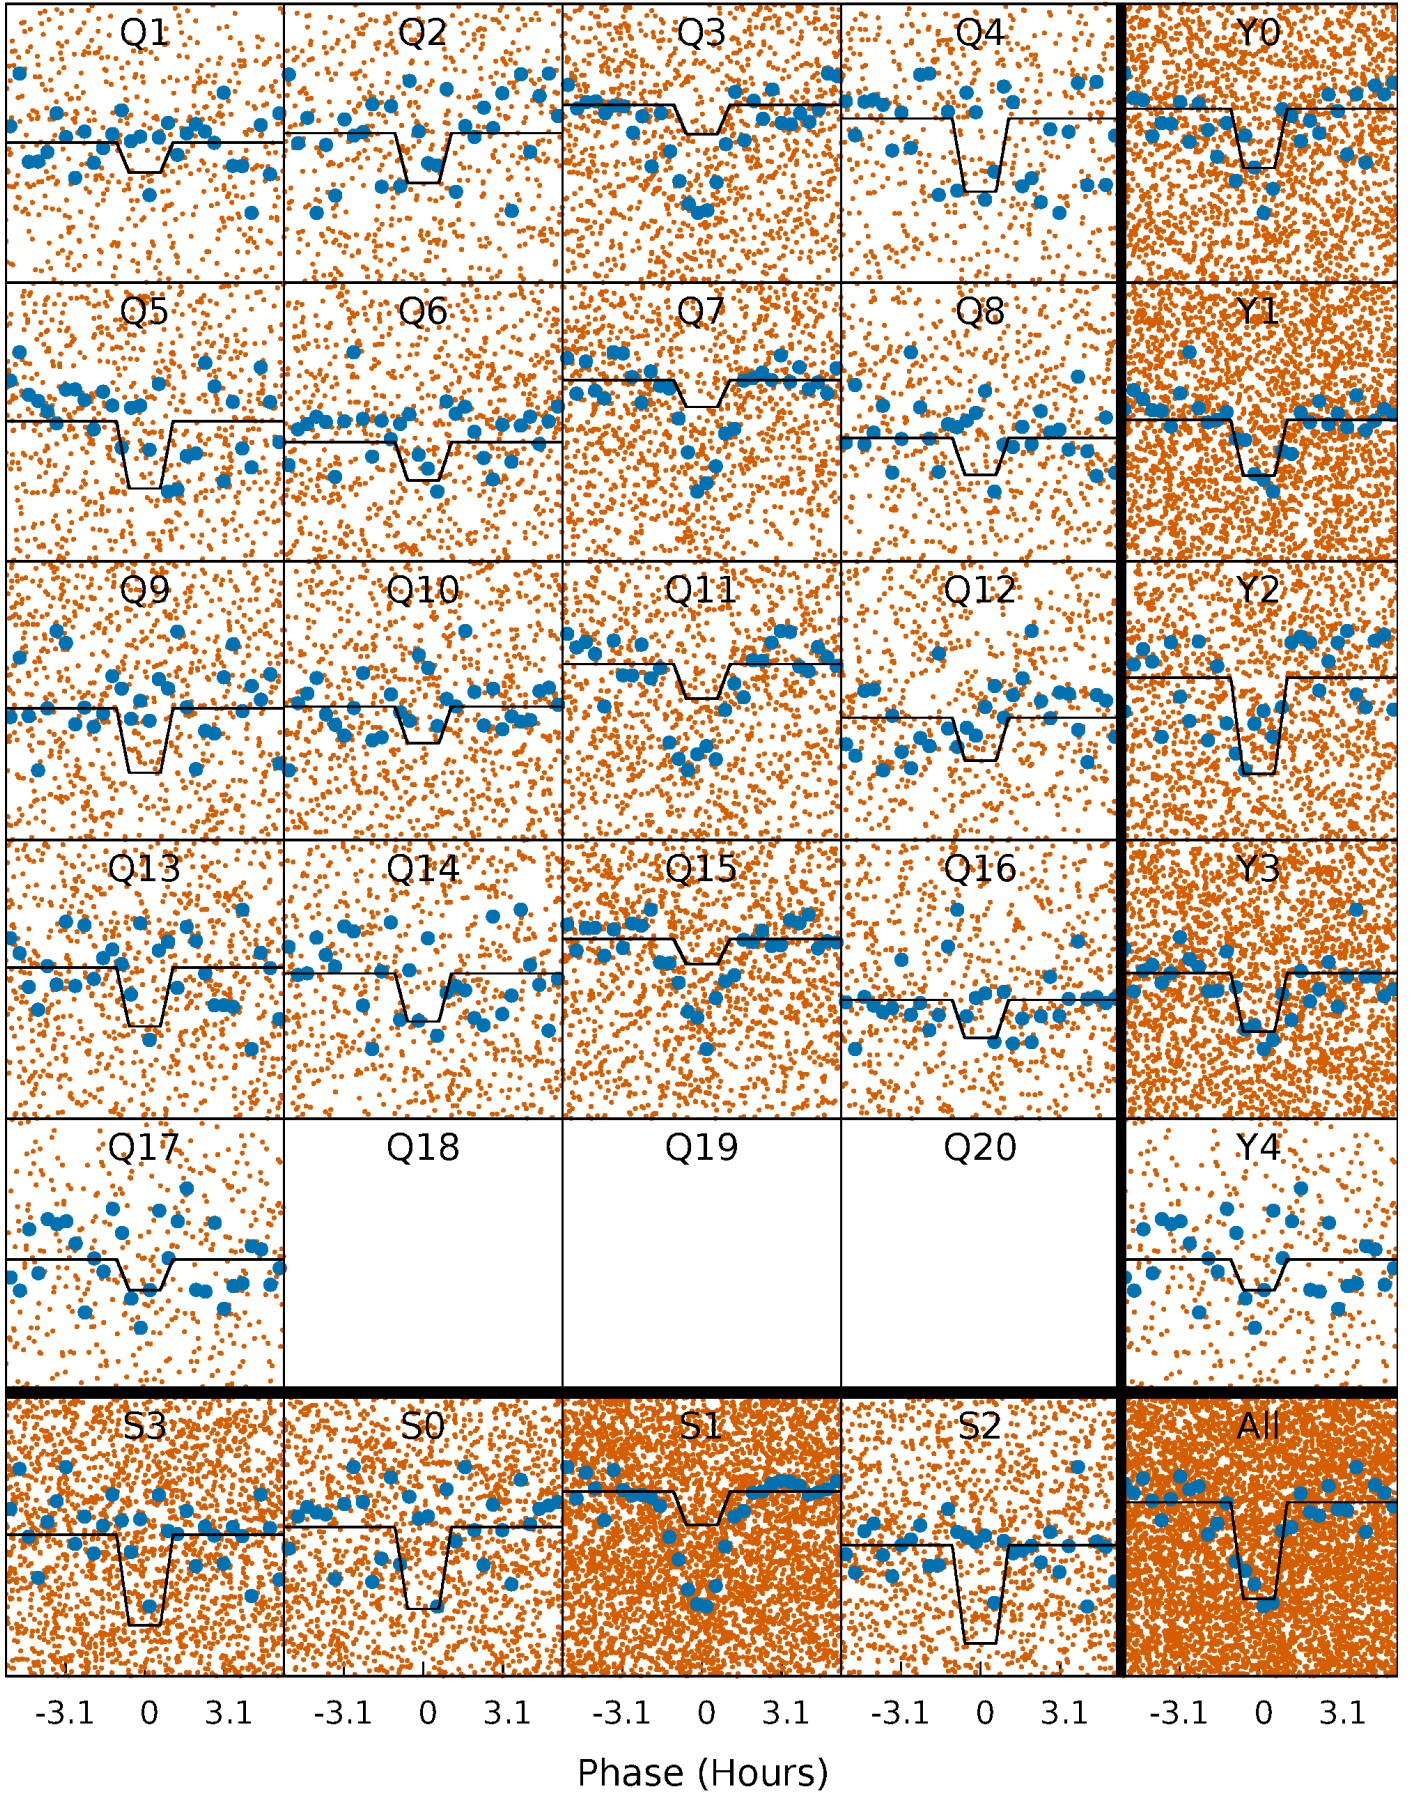 Q1 Q2 Q3 Q4 Y0
Q5 Q6 Q7 Q8 Y1
Q9 Q10 Q11 Q12 Y2
Q13 Q14 Q15 Q16 Y3
Q17 Q18 Q19 Q20 Y4
S3 S0 S1 S2 All
-3.1 0 3.1 -3.1 0 3.1 -3.1 0 3.1 -3.1 0 3.1 -3.1 0 3.1
Phase (Hours)